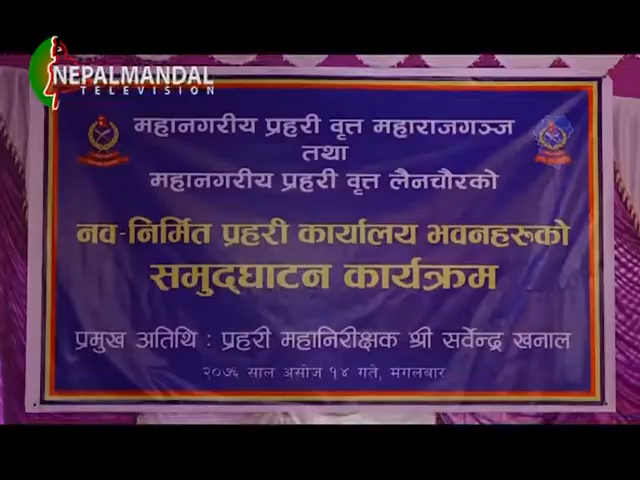 NEPALMANDAL
TELEVISION
महानगरीय प्रहरी वृत्त महाराजगञ्ज
तथा
महानगरीय प्रहरी वृत्त लैनचौरको
नव-निर्मित प्रहरी कार्यालय भवनहरुको
समुद्घाटन कार्यक्रम
प्रमुख अतिथि : प्रहरी महानिरीक्षक श्री सर्वेन्द्र खनाल
२०७६ साल असोज १४ गते, मगलबार